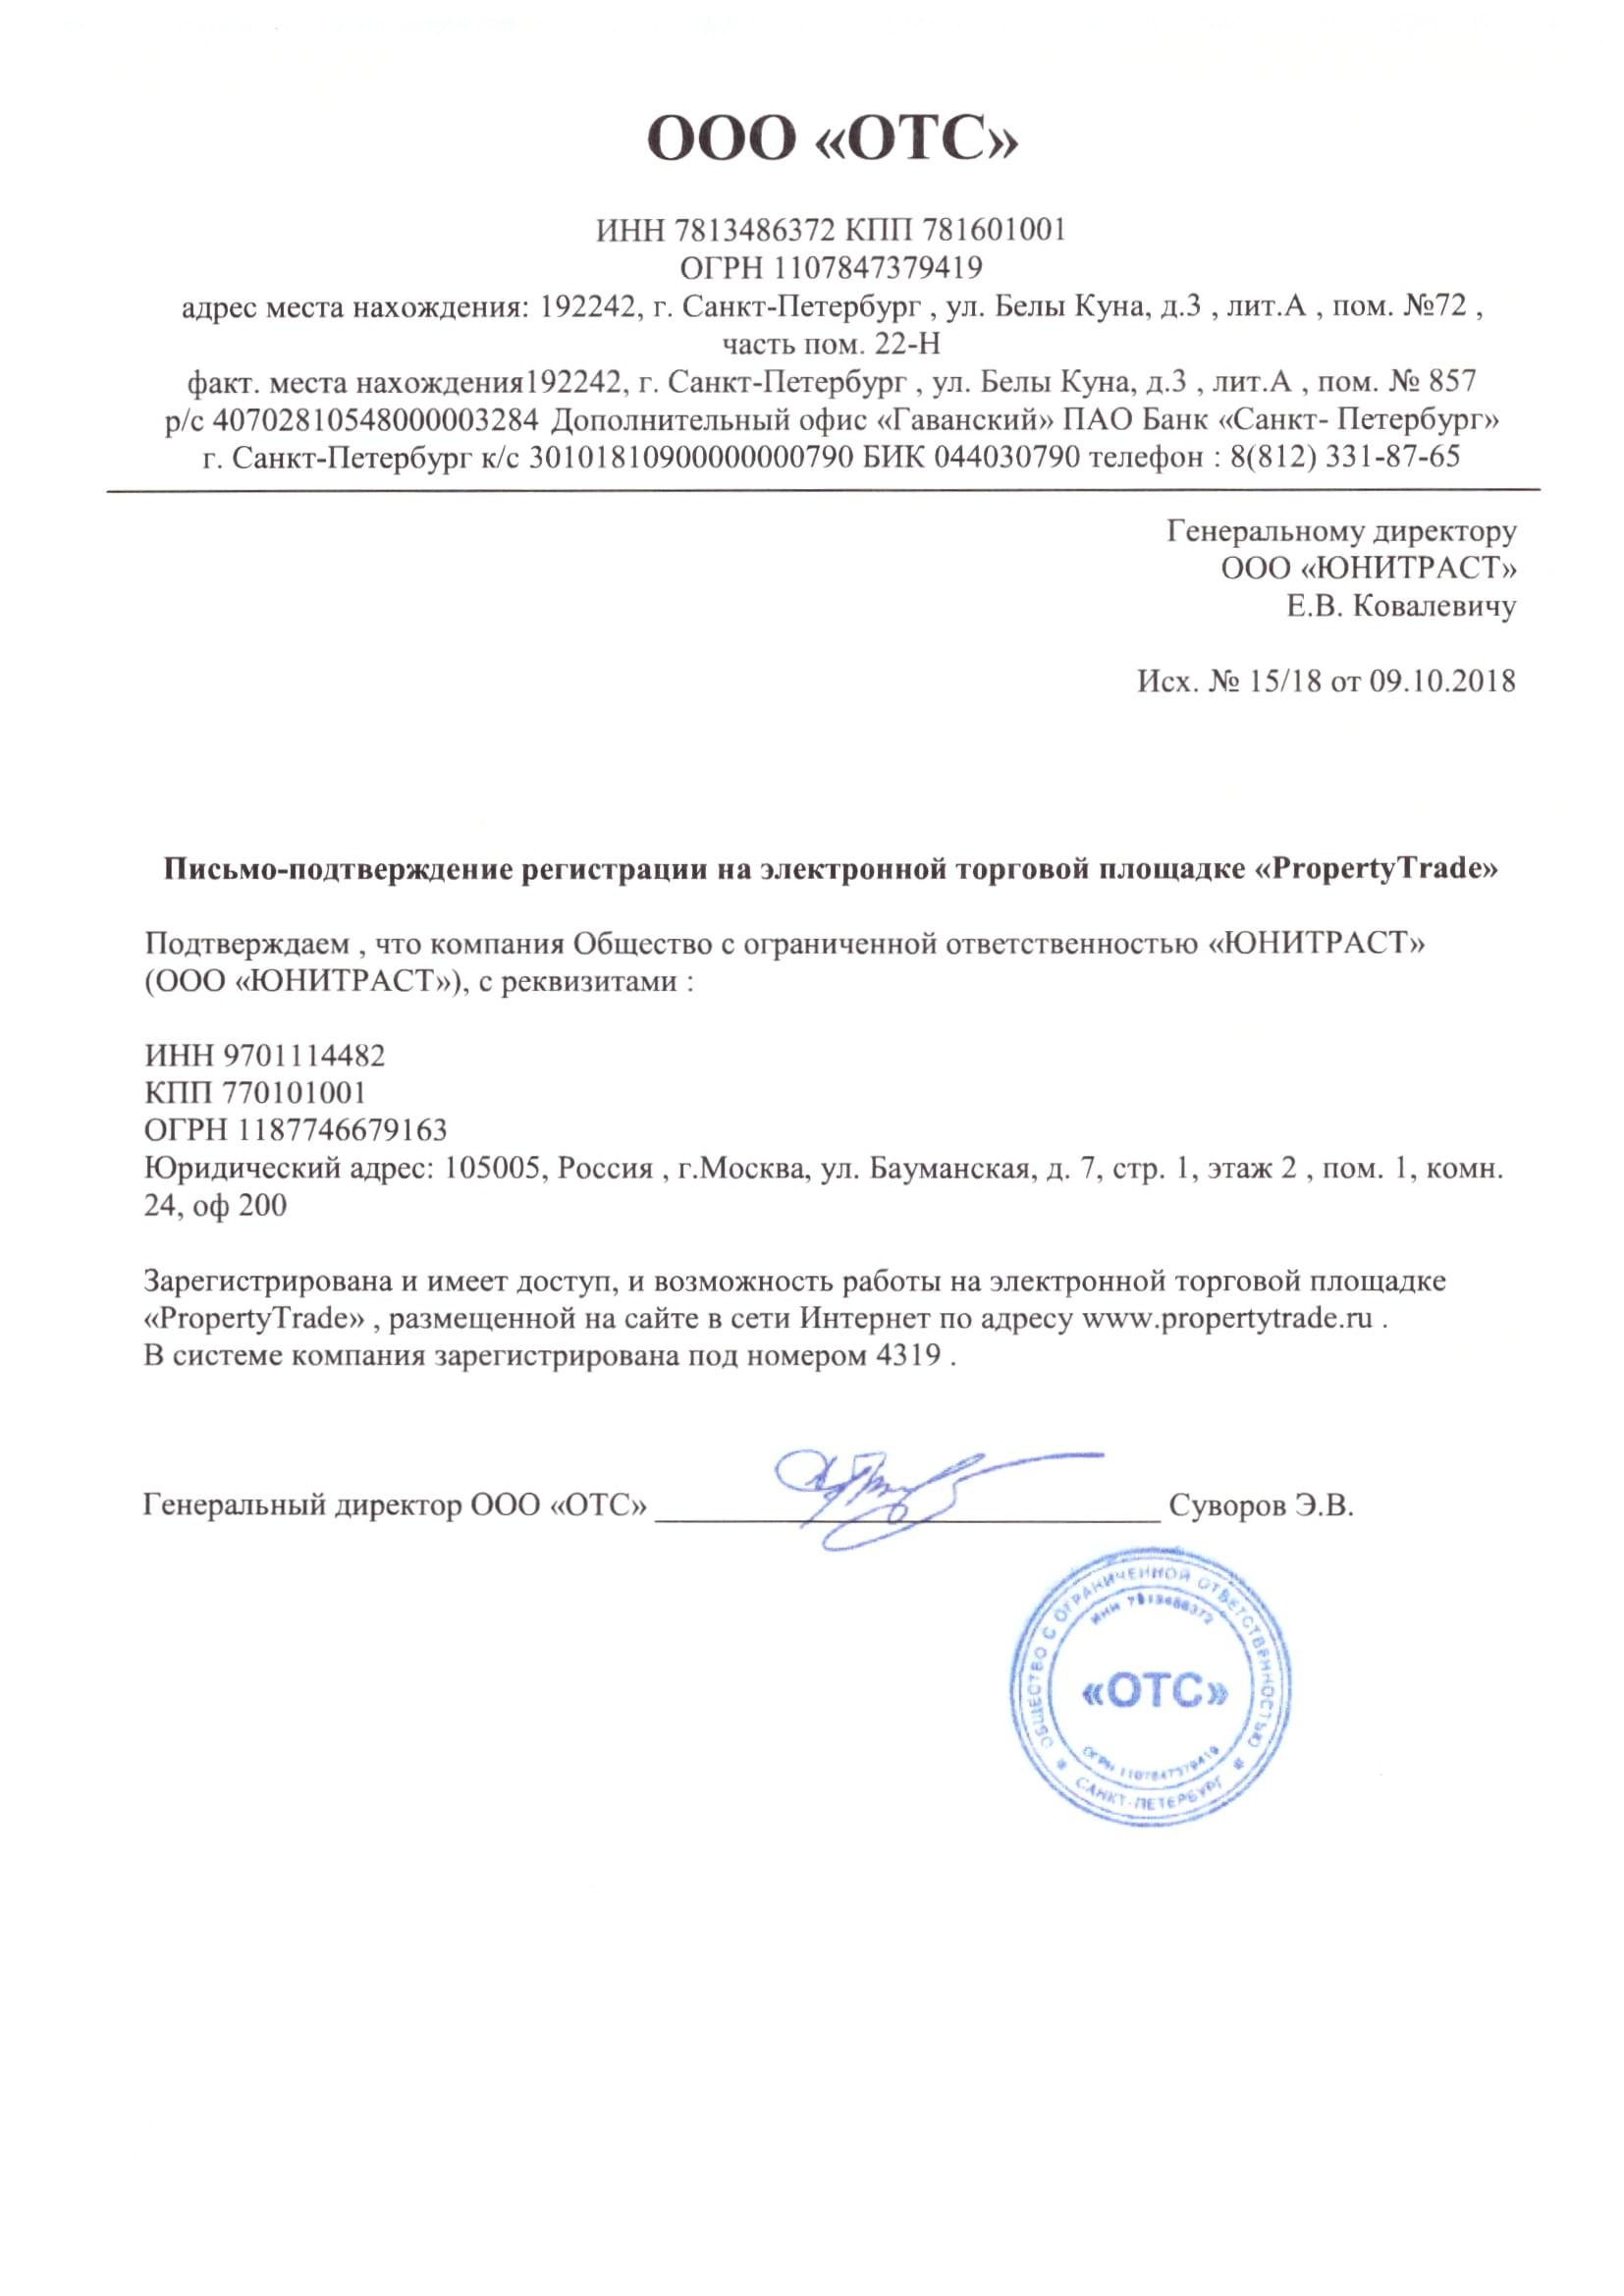 ООО «ОТС»
ИНН 7813486372 КПП 781601001
ОГРН 1107847379419
адрес места нахождения: 192242, г. Санкт-Петербург , ул. Белы Куна, д.3 , лит.А , пом. №72 ,
часть пом. 22-Н
факт. места нахождения192242, г. Санкт-Петербург , ул. Белы Куна, д.3 , лит.А , пом. № 857
р/с 40702810548000003284 Дополнительный офис «Гаванский» ПАО Банк «Санкт- Петербург»
г. Санкт-Петербург к/с 30101810900000000790 БИК 044030790 телефон : 8(812) 331-87-65
Генеральному директору
ООО «ЮНИТРАСТ»
Е.В. Ковалевичу
Исх. № 15/18 от 09.10.2018
Письмо-подтверждение регистрации на электронной торговой площадке «PropertyTrade»
Подтверждаем , что компания Общество с ограниченной ответственностью «ЮНИТРАСТ»
(ООО «ЮНИТРАСТ»), с реквизитами :
ИНН 9701114482
КПП 770101001
ОГРН 1187746679163
Юридический адрес: 105005, Россия , г.Москва, ул. Бауманская, д. 7, стр. 1, этаж 2 , пом. 1, комн.
24, оф 200
Зарегистрирована и имеет доступ, и возможность работы на электронной торговой площадке
«PropertyTrade» , размещенной на сайте в сети Интернет по адресу www.propertytrade.ru .
В системе компания зарегистрирована под номером 4319 .
Генеральный директор ООО «ОТС» Суворов Э.В.
ОБЩЕСТВО С ОГРАНИЧЕННОЙ ОТВЕТСТВЕННОСТЬЮ
ИНН 7813486372
«ОТС»
ОГРН 1107847379419
САНКТ-ПЕТЕРБУРГ